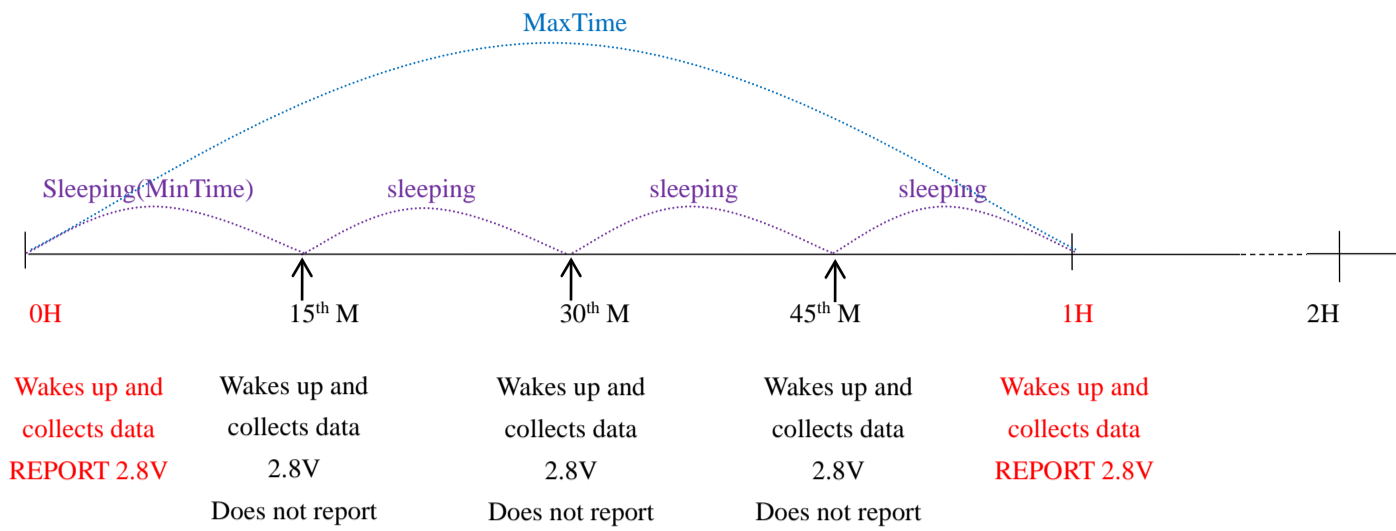 MaxTime
Sleeping(MinTime)
sleeping
sleeping
sleeping
0H
15th M
30th M
45th M
1H
2H
Wakes up and
collects data
REPORT 2.8V
Wakes up and
collects data
2.8V
Does not report
Wakes up and
collects data
2.8V
Does not report
Wakes up and
collects data
2.8V
Does not report
Wakes up and
collects data
REPORT 2.8V